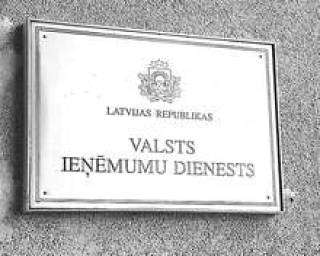 LATVIJAS REPUBLIKAS
VALSTS
IEŅĒMUMU DIENESTS